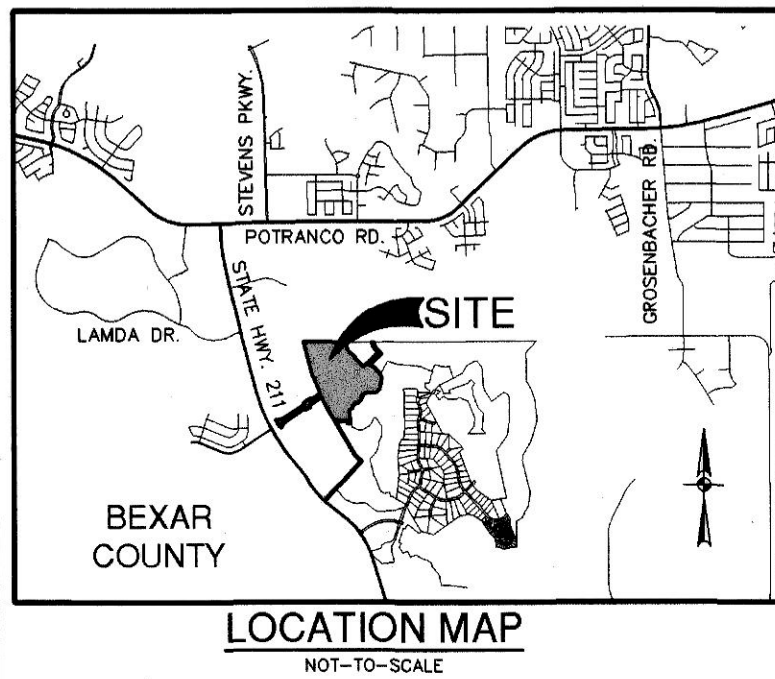 STEVENS PKWY.
GROSENBACHER RD.
POTRANCO RD.
STATE HWY. 211
LAMDA DR.
SITE
BEXAR
COUNTY
LOCATION MAP
NOT-TO-SCALE